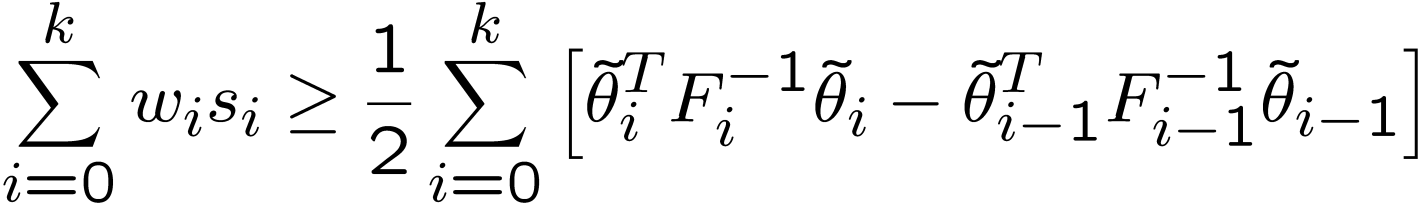 \sum_{i=0}^{k} w_i s_i \geq \frac{1}{2} \sum_{i=0}^{k} \left[ \tilde{\theta}_i^T F_i^{-1} \tilde{\theta}_i - \tilde{\theta}_{i-1}^T F_{i-1}^{-1} \tilde{\theta}_{i-1} \right]